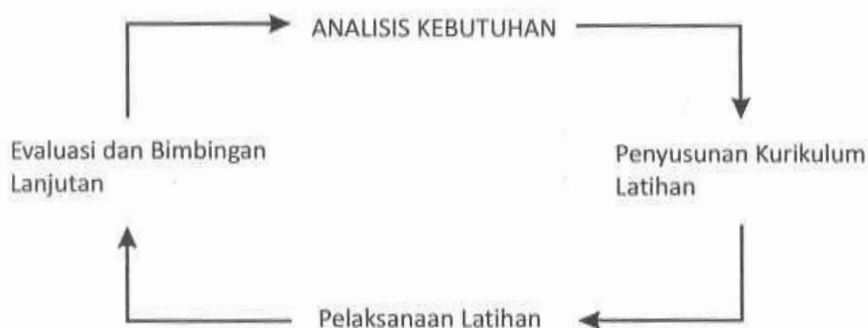 ANALISIS KEBUTUHAN
Evaluasi dan Bimbingan
Lanjutan
Penyusunan Kurikulum
Latihan
Pelaksanaan Latihan